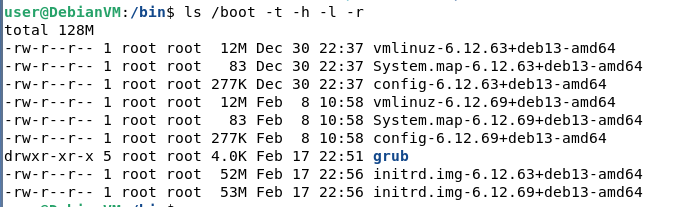 user@DebianVM:/bin$ ls /boot -t -h -l -r
total 128M
-rw-r--r-- 1 root root  12M Dec 30 22:37 vmlinuz-6.12.63+deb13-amd64
-rw-r--r-- 1 root root   83 Dec 30 22:37 System.map-6.12.63+deb13-amd64
-rw-r--r-- 1 root root 277K Dec 30 22:37 config-6.12.63+deb13-amd64
-rw-r--r-- 1 root root  12M Feb  8 10:58 vmlinuz-6.12.69+deb13-amd64
-rw-r--r-- 1 root root   83 Feb  8 10:58 System.map-6.12.69+deb13-amd64
-rw-r--r-- 1 root root 277K Feb  8 10:58 config-6.12.69+deb13-amd64
drwxr-xr-x 5 root root 4.0K Feb 17 22:51 grub
-rw-r--r-- 1 root root  52M Feb 17 22:56 initrd.img-6.12.63+deb13-amd64
-rw-r--r-- 1 root root  53M Feb 17 22:56 initrd.img-6.12.69+deb13-amd64